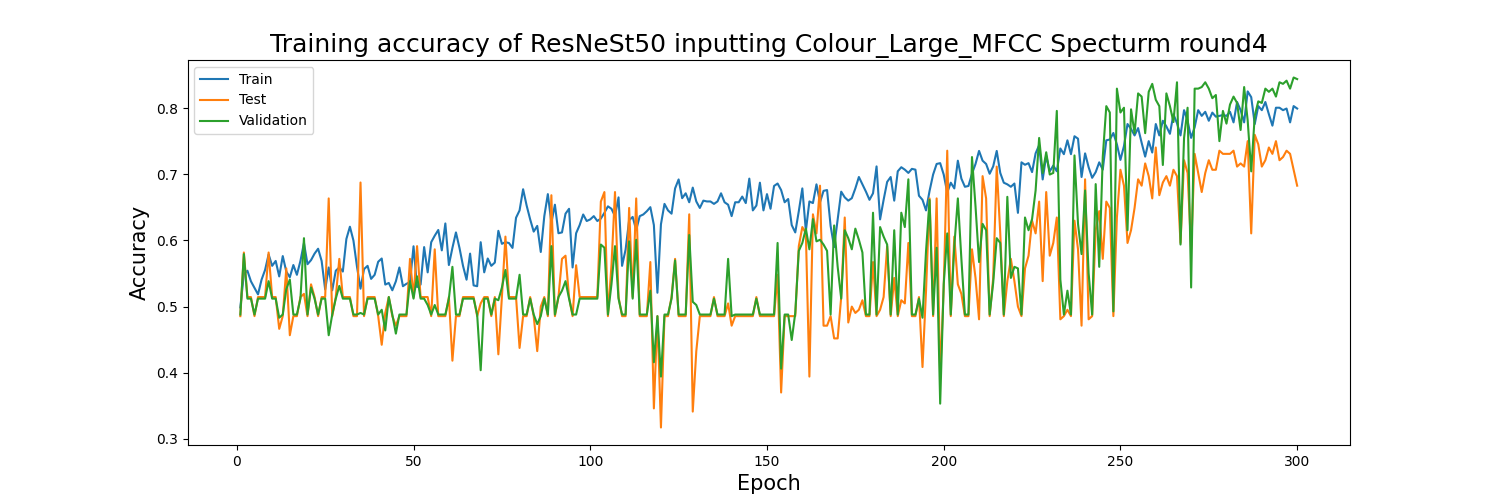 Training accuracy of ResNeSt50 inputting Colour_Large_MFCC Specturm round4
Train
Test
Validation
Accuracy
0.8
0.7
0.6
0.5
0.4
0.3
0 50 100 150 200 250 300
Epoch